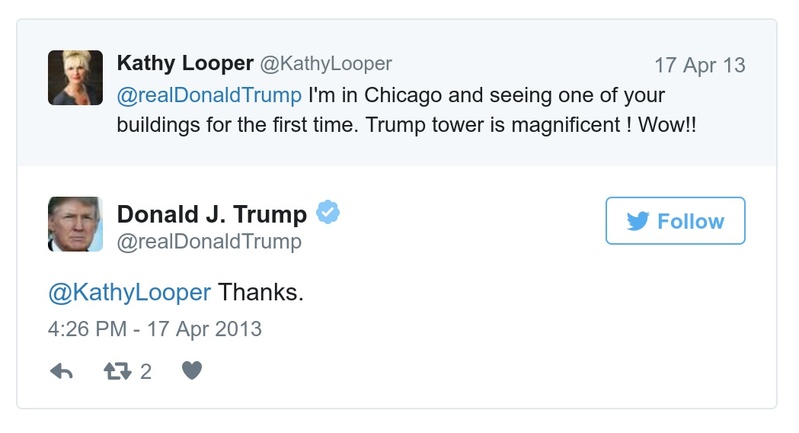 Kathy Looper @KathyLooper 17 Apr 13
@realDonaldTrump I'm in Chicago and seeing one of your
buildings for the first time. Trump tower is magnificent ! Wow!!
Donald J. Trump
@realDonaldTrump
Follow
@KathyLooper Thanks.
4:26 PM - 17 Apr 2013
2